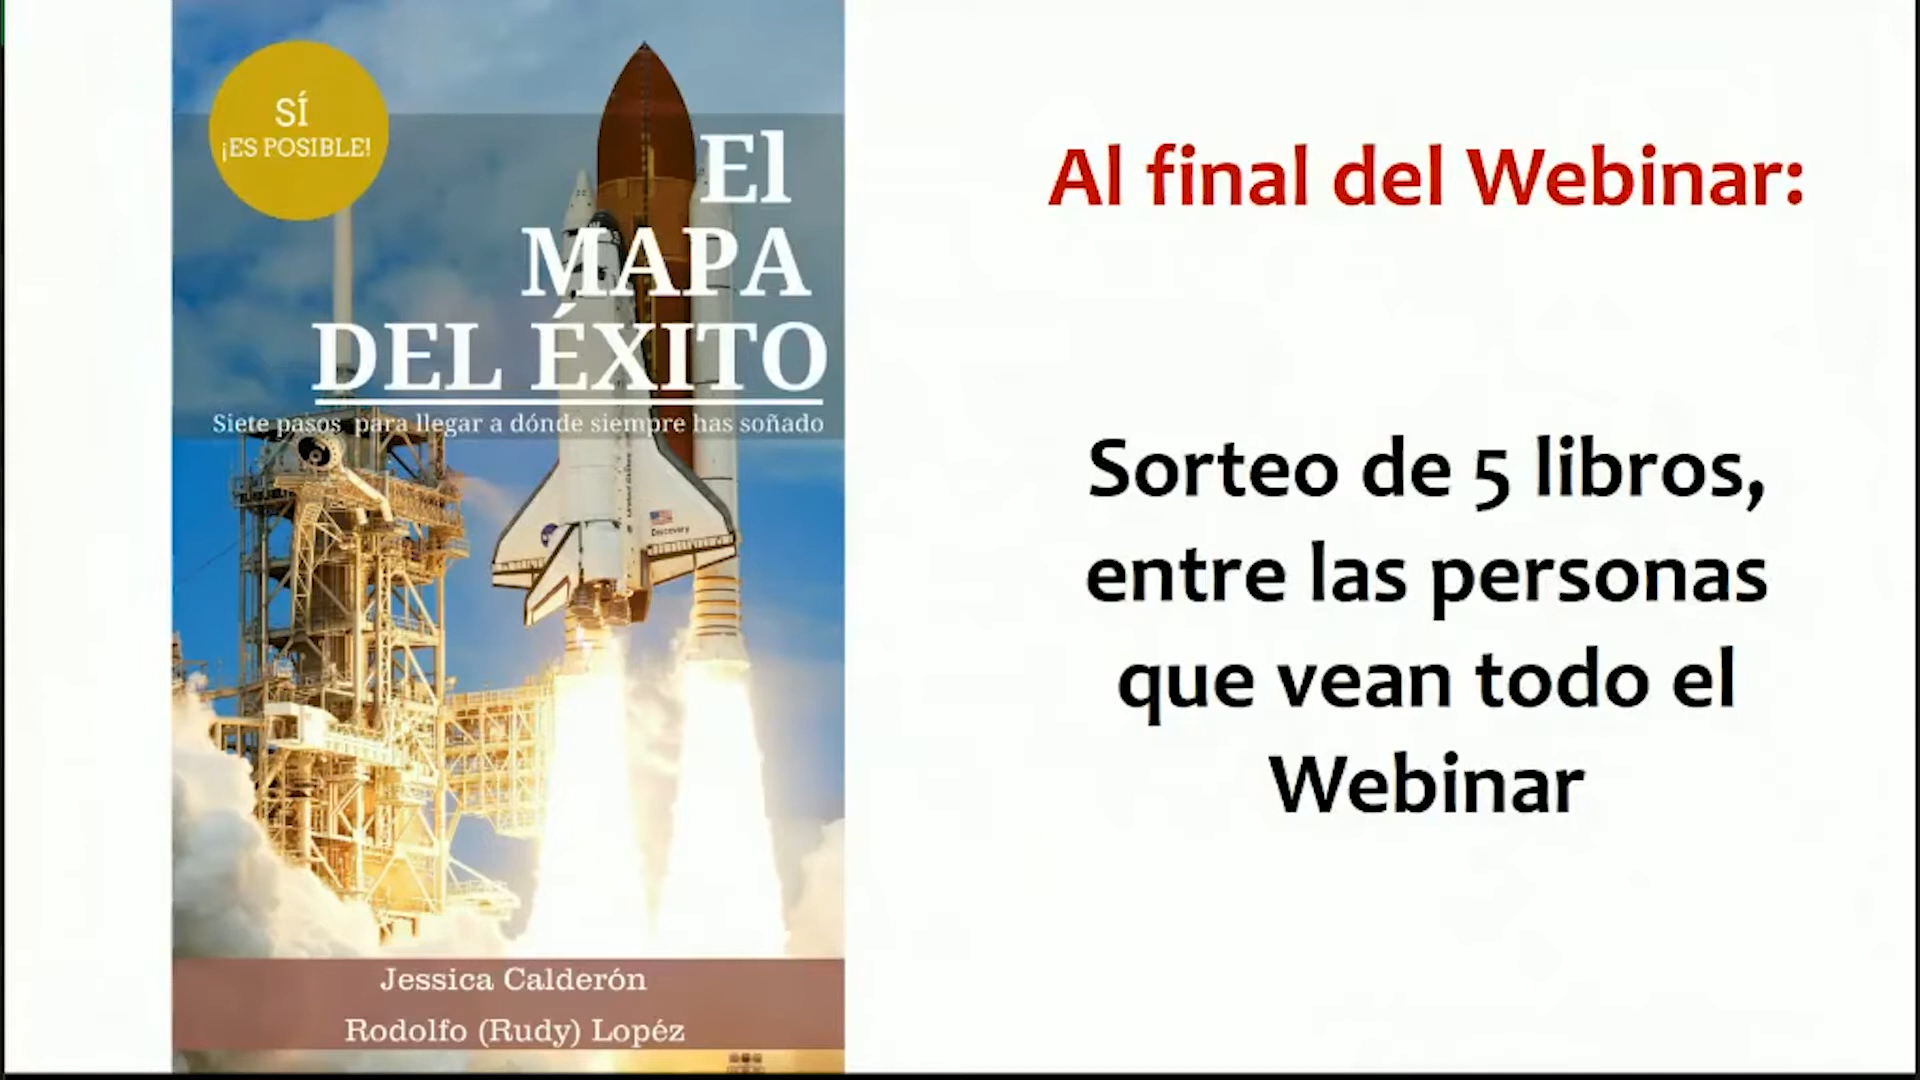 SÍ
¡ES POSIBLE!
El
MAPA
DEL ÉXITO
Siete pasos para llegar a dónde siempre has soñado
Discovery
Jessica Calderón
Rodolfo (Rudy) Lopéz
Al final del Webinar:
Sorteo de 5 libros,
entre las personas
que vean todo el
Webinar